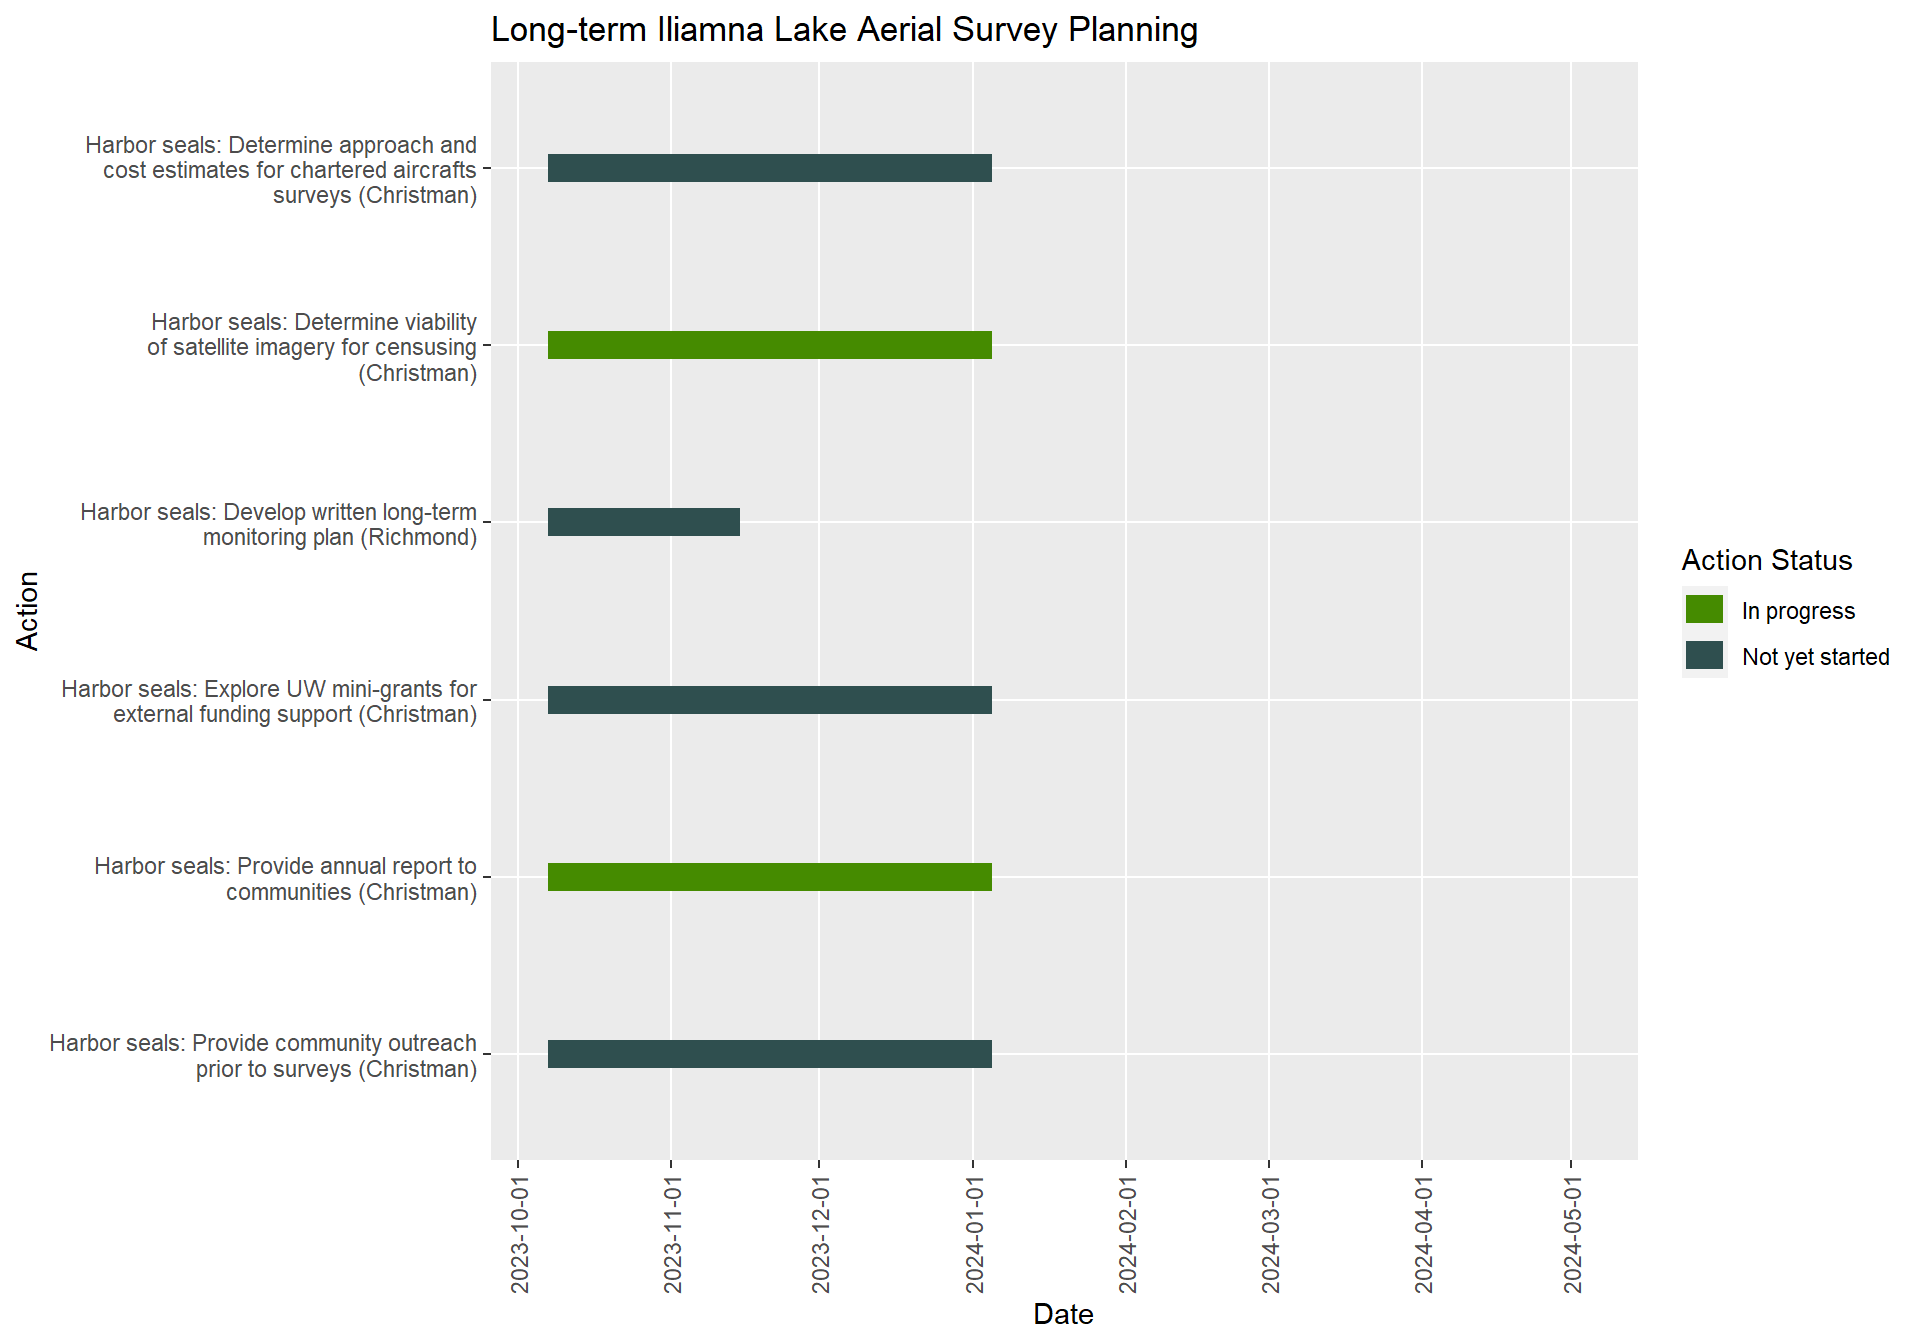 Long-term Iliamna Lake Aerial Survey Planning
Harbor seals: Determine approach and
cost estimates for chartered aircrafts
surveys (Christman)
Harbor seals: Determine viability
of satellite imagery for censusing
(Christman)
Harbor seals: Develop written long-term
monitoring plan (Richmond)
Harbor seals: Explore UW mini-grants for
external funding support (Christman)
Harbor seals: Provide annual report to
communities (Christman)
Harbor seals: Provide community outreach
prior to surveys (Christman)
Action
2023-10-01
2023-11-01
2023-12-01
2024-01-01
2024-02-01
2024-03-01
2024-04-01
2024-05-01
Date
Action Status
In progress
Not yet started